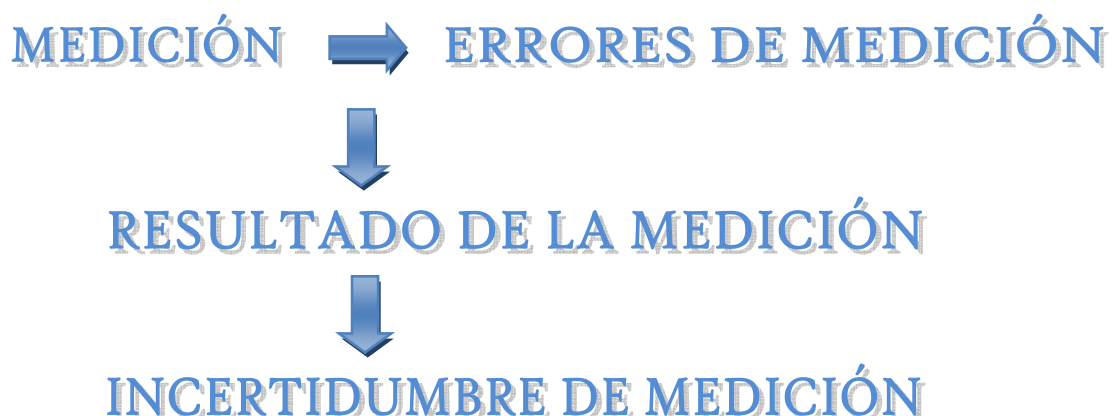 MEDICIÓN ERRORES DE MEDICIÓN
RESULTADO DE LA MEDICIÓN
INCERTIDUMBRE DE MEDICIÓN